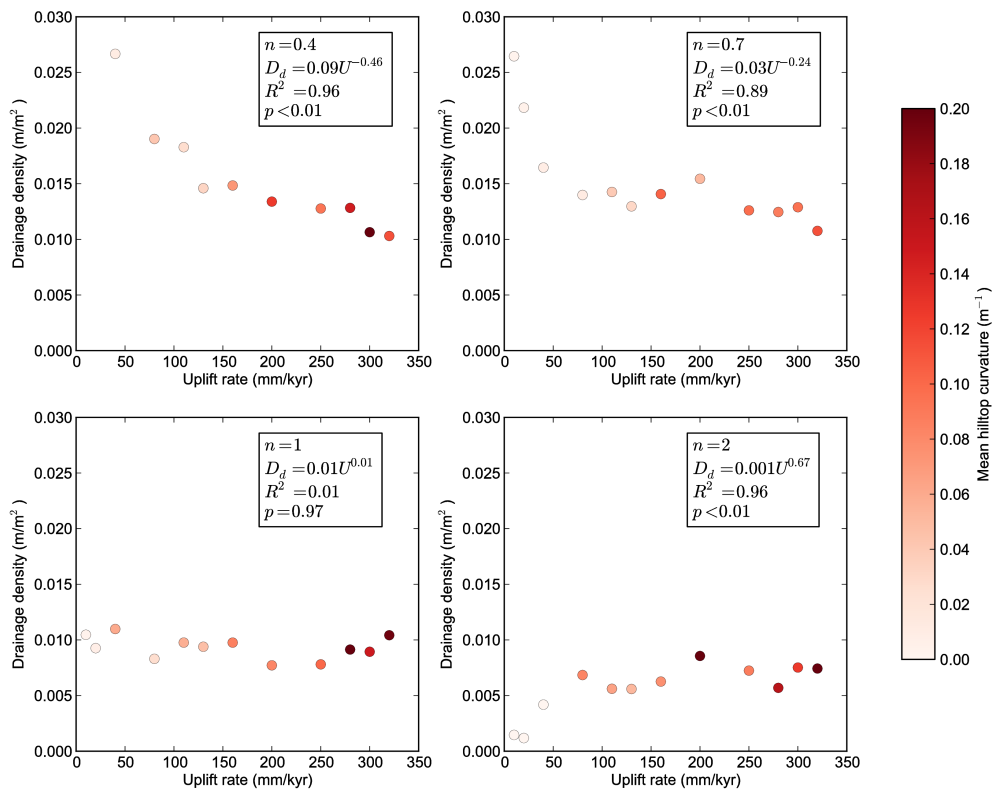 0.030
0.025
0.020
0.015
0.010
0.005
0.000
Drainage density (m/m²)
n=0.4
D_d=0.09U^−0.46
R²=0.96
p<0.01
0 50 100 150 200 250 300 350
Uplift rate (mm/kyr)
0.030
0.025
0.020
0.015
0.010
0.005
0.000
Drainage density (m/m²)
n=0.7
D_d=0.03U^−0.24
R²=0.89
p<0.01
0 50 100 150 200 250 300 350
Uplift rate (mm/kyr)
0.030
0.025
0.020
0.015
0.010
0.005
0.000
Drainage density (m/m²)
n=1
D_d=0.01U^0.01
R²=0.01
p=0.97
0 50 100 150 200 250 300 350
Uplift rate (mm/kyr)
0.030
0.025
0.020
0.015
0.010
0.005
0.000
Drainage density (m/m²)
n=2
D_d=0.001U^0.67
R²=0.96
p<0.01
0 50 100 150 200 250 300 350
Uplift rate (mm/kyr)
0.20
0.18
0.16
0.14
0.12
0.10
0.08
0.06
0.04
0.02
0.00
Mean hilltop curvature (m⁻¹)